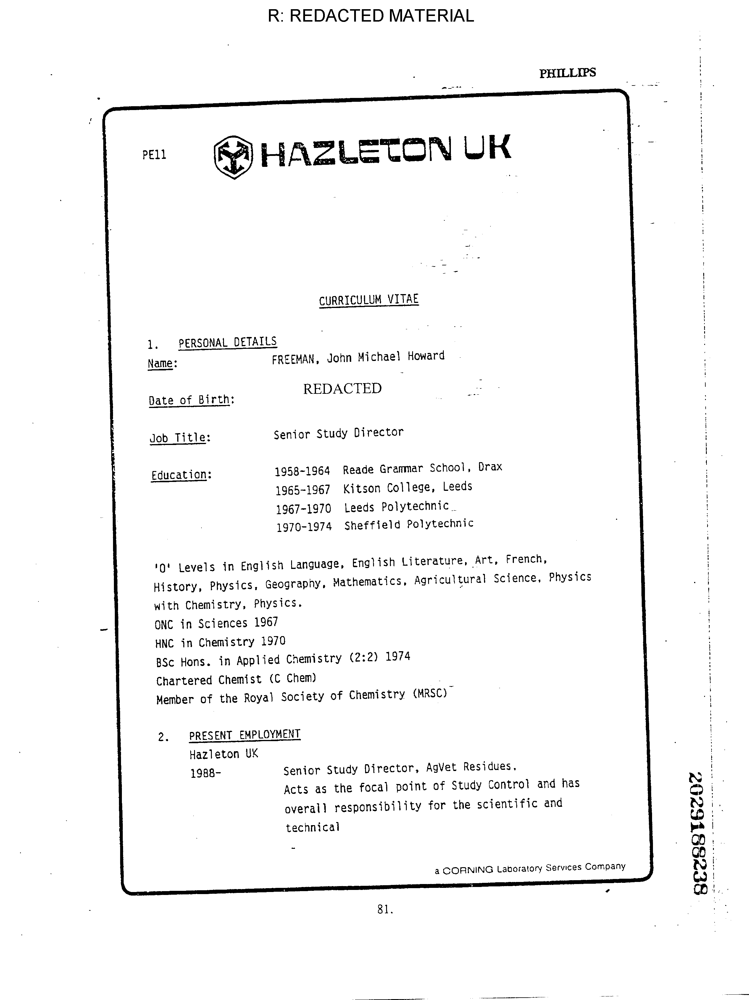 R: REDACTED MATERIAL
PHILLIPS
PE11
HAZLETON UK
CURRICULUM VITAE
1. PERSONAL DETAILS
Name: FREEMAN, John Michael Howard
Date of Birth: REDACTED
Job Title: Senior Study Director
Education: 1958-1964 Reade Grammar School, Drax
1965-1967 Kitson College, Leeds
1967-1970 Leeds Polytechnic
1970-1974 Sheffield Polytechnic
'O' Levels in English Language, English Literature, Art, French,
History, Physics, Geography, Mathematics, Agricultural Science, Physics
with Chemistry, Physics.
ONC in Sciences 1967
HNC in Chemistry 1970
BSc Hons. in Applied Chemistry (2:2) 1974
Chartered Chemist (C Chem)
Member of the Royal Society of Chemistry (MRSC)
2. PRESENT EMPLOYMENT
Hazleton UK
1988- Senior Study Director, AgVet Residues.
Acts as the focal point of Study Control and has
overall responsibility for the scientific and
technical
a CORNING Laboratory Services Company
81.
2029188238